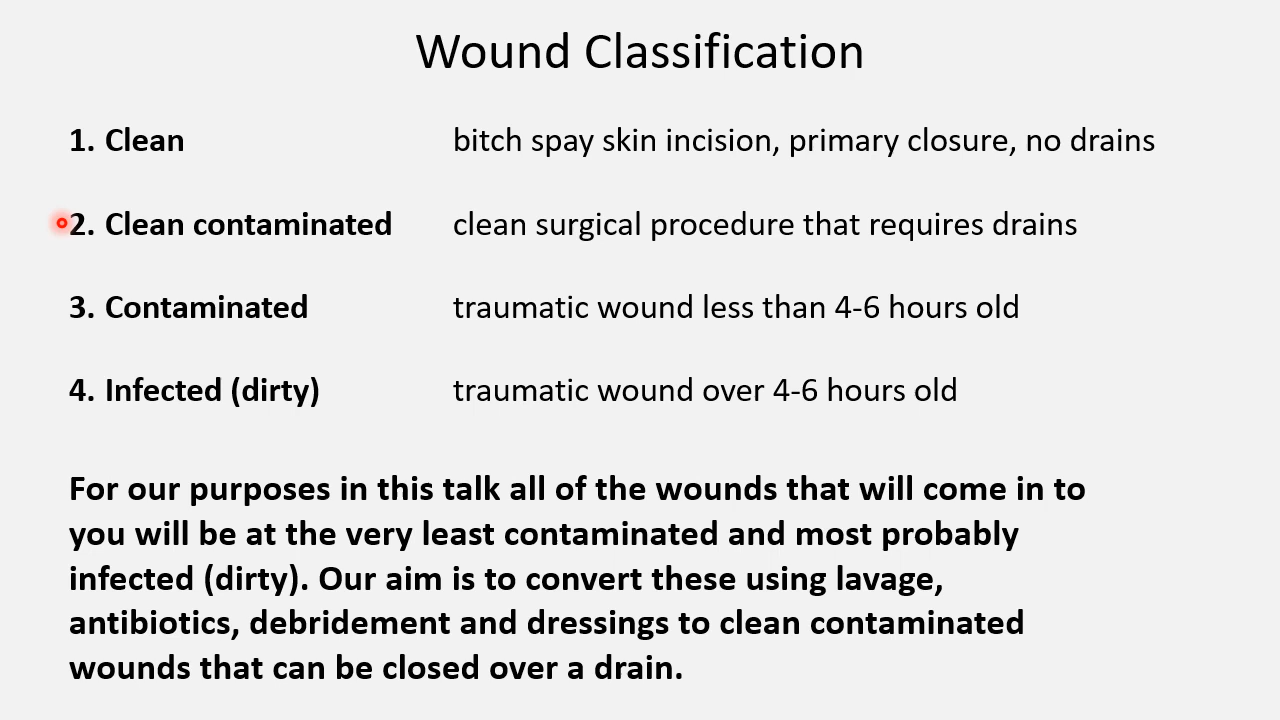 Wound Classification
1. Clean bitch spay skin incision, primary closure, no drains
2. Clean contaminated clean surgical procedure that requires drains
3. Contaminated traumatic wound less than 4-6 hours old
4. Infected (dirty) traumatic wound over 4-6 hours old
For our purposes in this talk all of the wounds that will come in to
you will be at the very least contaminated and most probably
infected (dirty). Our aim is to convert these using lavage,
antibiotics, debridement and dressings to clean contaminated
wounds that can be closed over a drain.